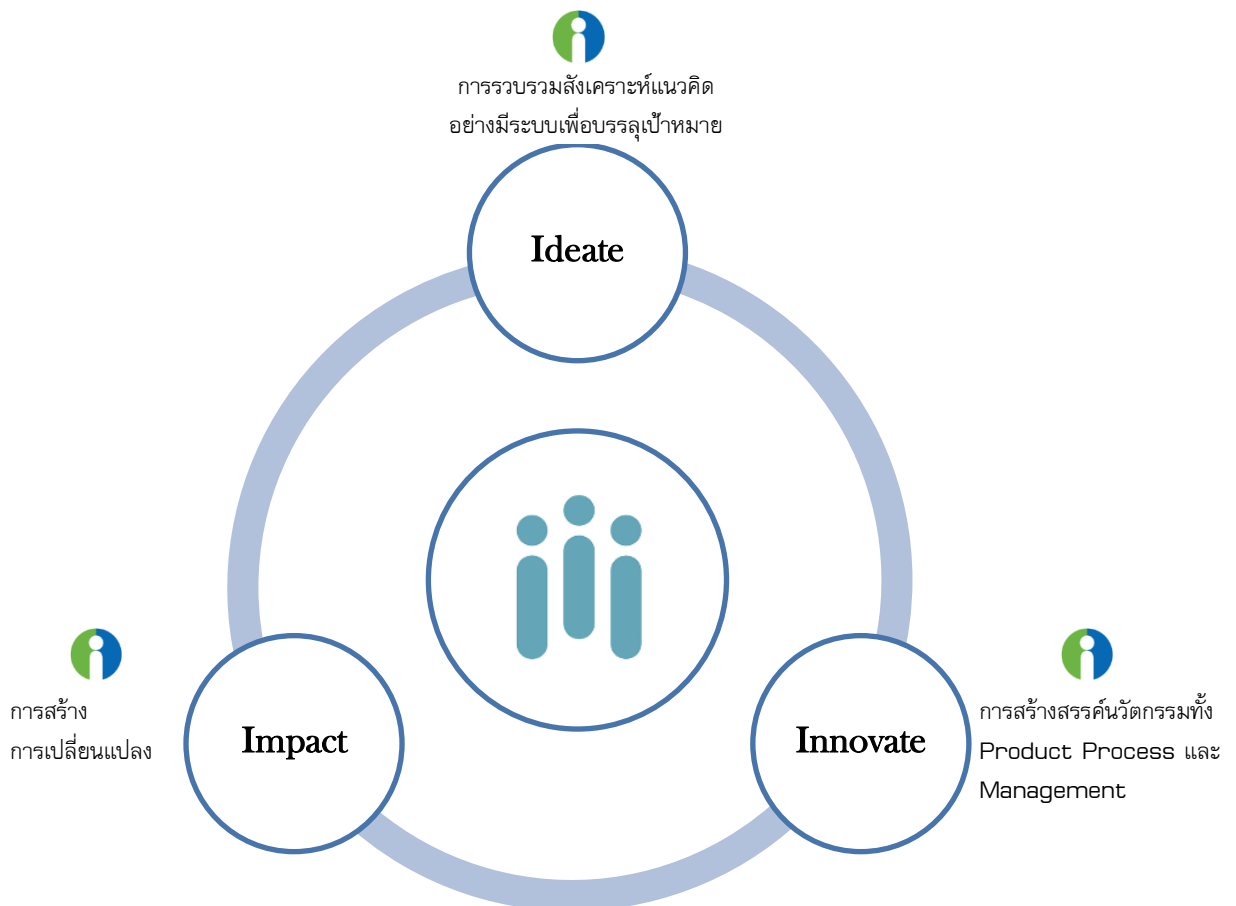 การรวบรวมสังเคราะห์แนวคิด
อย่างมีระบบเพื่อบรรลุเป้าหมาย
Ideate
การสร้าง
การเปลี่ยนแปลง
Impact
Innovate
การสร้างสรรค์นวัตกรรมทั้ง
Product Process และ
Management